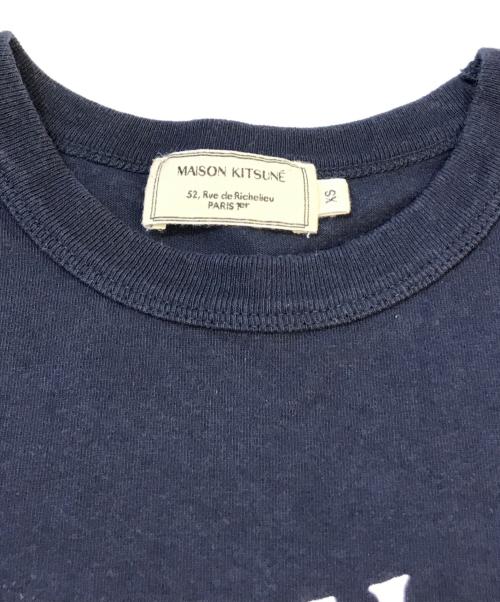 MAISON KITSUNÉ
52, Rue de Richelieu
PARIS 1er
XS